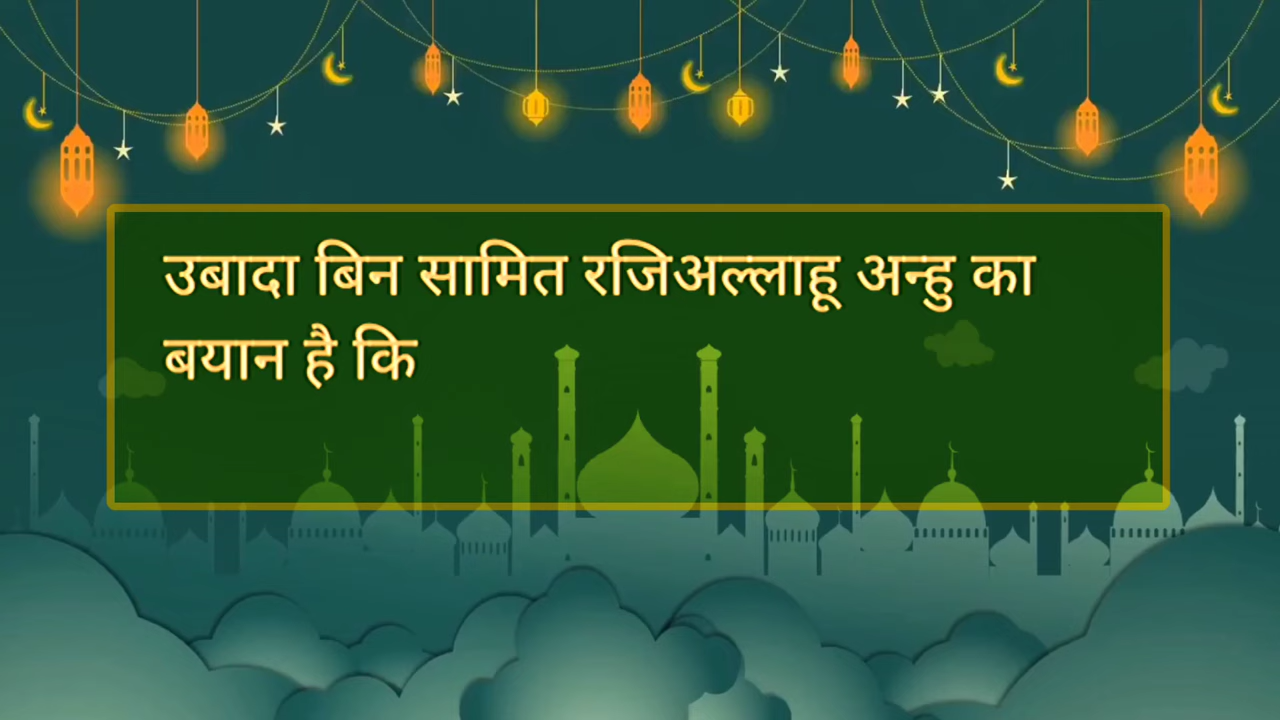 उबादा बिन सामित रजिअल्लाहू अन्हु का
बयान है कि